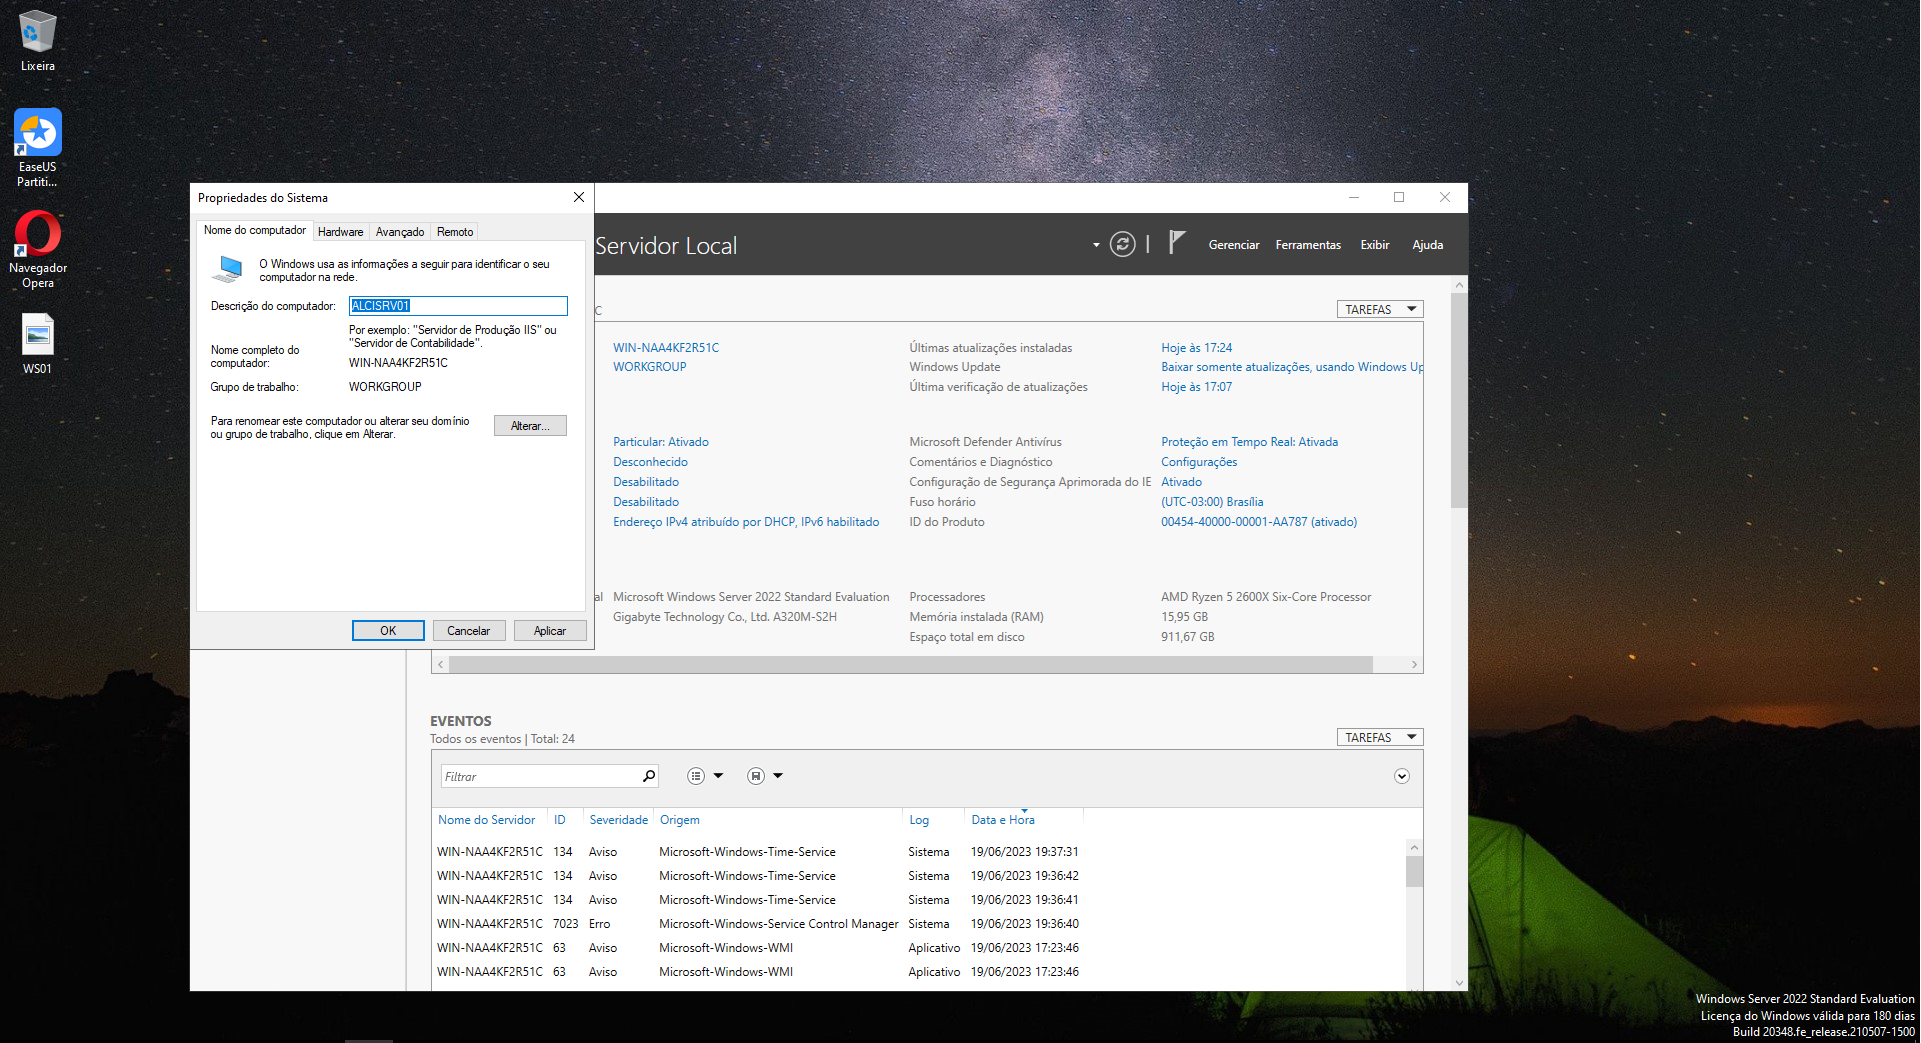 Lixeira
EaseUS
Partiti...
Navegador
Opera
WS01
Propriedades do Sistema
Nome do computador
Hardware
Avançado
Remoto
O Windows usa as informações a seguir para identificar o seu
computador na rede.
Descrição do computador:
ALCISRV01
Por exemplo: "Servidor de Produção IIS" ou
"Servidor de Contabilidade".
Nome completo do
computador:
WIN-NAA4KF2R51C
Grupo de trabalho:
WORKGROUP
Para renomear este computador ou alterar seu domínio
ou grupo de trabalho, clique em Alterar.
Alterar...
OK
Cancelar
Aplicar
Servidor Local
Gerenciar
Ferramentas
Exibir
Ajuda
C
TAREFAS
WIN-NAA4KF2R51C
Últimas atualizações instaladas
Hoje às 17:24
WORKGROUP
Windows Update
Baixar somente atualizações, usando Windows Up
Última verificação de atualizações
Hoje às 17:07
Particular: Ativado
Microsoft Defender Antivírus
Proteção em Tempo Real: Ativada
Desconhecido
Comentários e Diagnóstico
Configurações
Desabilitado
Configuração de Segurança Aprimorada do IE
Ativado
Desabilitado
Fuso horário
(UTC-03:00) Brasília
Endereço IPv4 atribuído por DHCP, IPv6 habilitado
ID do Produto
00454-40000-00001-AA787 (ativado)
al
Microsoft Windows Server 2022 Standard Evaluation
Processadores
AMD Ryzen 5 2600X Six-Core Processor
Gigabyte Technology Co., Ltd. A320M-S2H
Memória instalada (RAM)
15,95 GB
Espaço total em disco
911,67 GB
EVENTOS
Todos os eventos | Total: 24
TAREFAS
Filtrar
Nome do Servidor ID Severidade Origem Log Data e Hora
WIN-NAA4KF2R51C 134 Aviso Microsoft-Windows-Time-Service Sistema 19/06/2023 19:37:31
WIN-NAA4KF2R51C 134 Aviso Microsoft-Windows-Time-Service Sistema 19/06/2023 19:36:42
WIN-NAA4KF2R51C 134 Aviso Microsoft-Windows-Time-Service Sistema 19/06/2023 19:36:41
WIN-NAA4KF2R51C 7023 Erro Microsoft-Windows-Service Control Manager Sistema 19/06/2023 19:36:40
WIN-NAA4KF2R51C 63 Aviso Microsoft-Windows-WMI Aplicativo 19/06/2023 17:23:46
WIN-NAA4KF2R51C 63 Aviso Microsoft-Windows-WMI Aplicativo 19/06/2023 17:23:46
Windows Server 2022 Standard Evaluation
Licença do Windows válida para 180 dias
Build 20348.fe_release.210507-1500